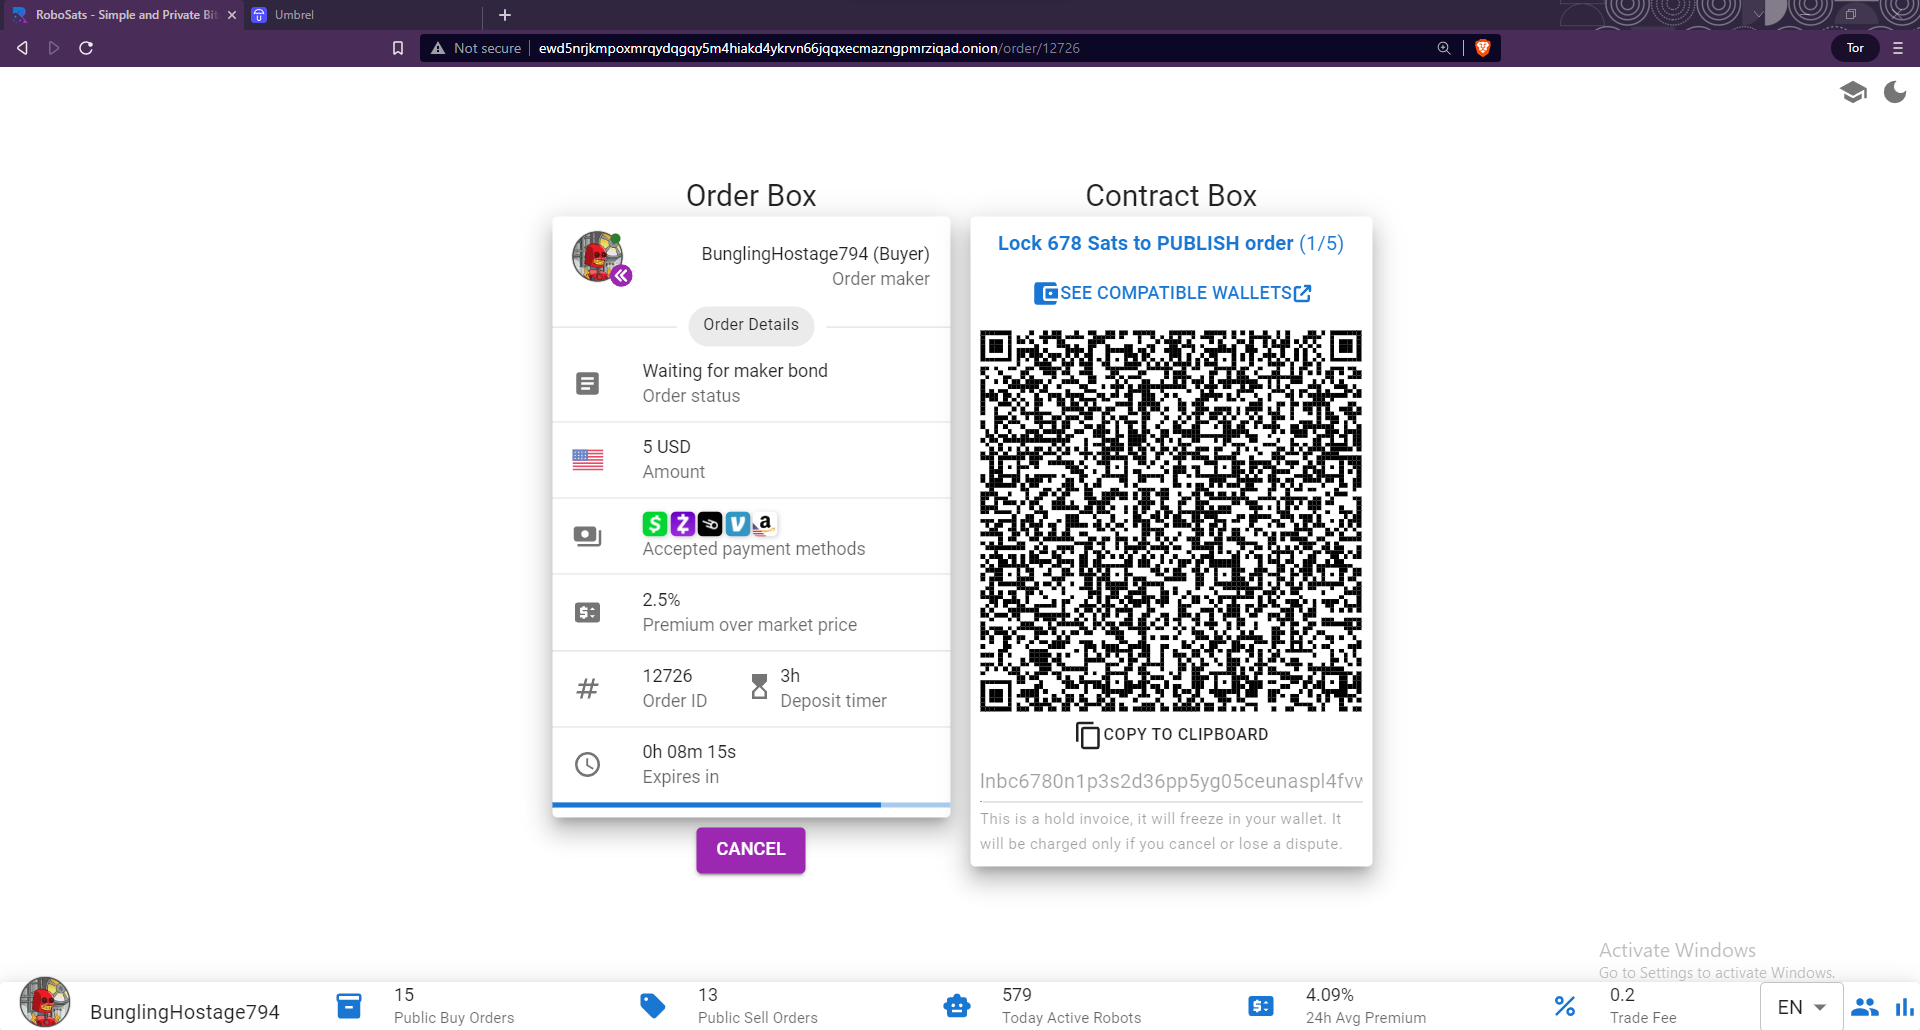 RoboSats - Simple and Private Bit
Umbrel
Not secure
ewd5nrjkmpoxmrqydqgqy5m4hiakd4ykrvn66jqqxecmazngpmrziqad.onion/order/12726
Tor
Order Box
BunglingHostage794 (Buyer)
Order maker
Order Details
Waiting for maker bond
Order status
5 USD
Amount
Accepted payment methods
2.5%
Premium over market price
12726
Order ID
3h
Deposit timer
0h 08m 15s
Expires in
CANCEL
Contract Box
Lock 678 Sats to PUBLISH order (1/5)
SEE COMPATIBLE WALLETS
COPY TO CLIPBOARD
lnbc6780n1p3s2d36pp5yg05ceunaspl4fvw
This is a hold invoice, it will freeze in your wallet. It
will be charged only if you cancel or lose a dispute.
Activate Windows
Go to Settings to activate Windows.
BunglingHostage794
15
Public Buy Orders
13
Public Sell Orders
579
Today Active Robots
4.09%
24h Avg Premium
0.2
Trade Fee
EN